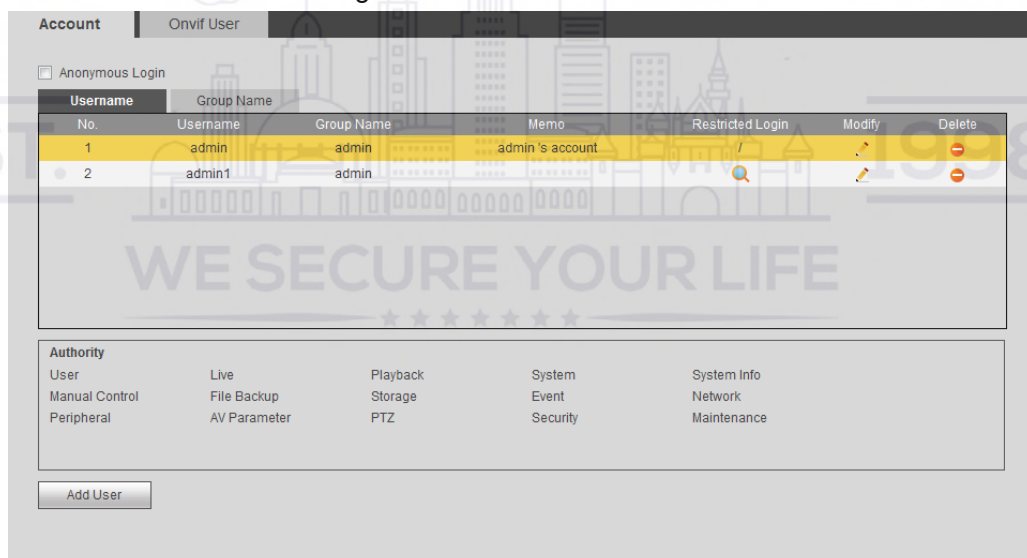 Account Onvif User
Anonymous Login
Username Group Name
No. Username Group Name Memo Restricted Login Modify Delete
1 admin admin admin 's account /
2 admin1 admin
WE SECURE YOUR LIFE
1998
Authority
User Live Playback System System Info
Manual Control File Backup Storage Event Network
Peripheral AV Parameter PTZ Security Maintenance
Add User